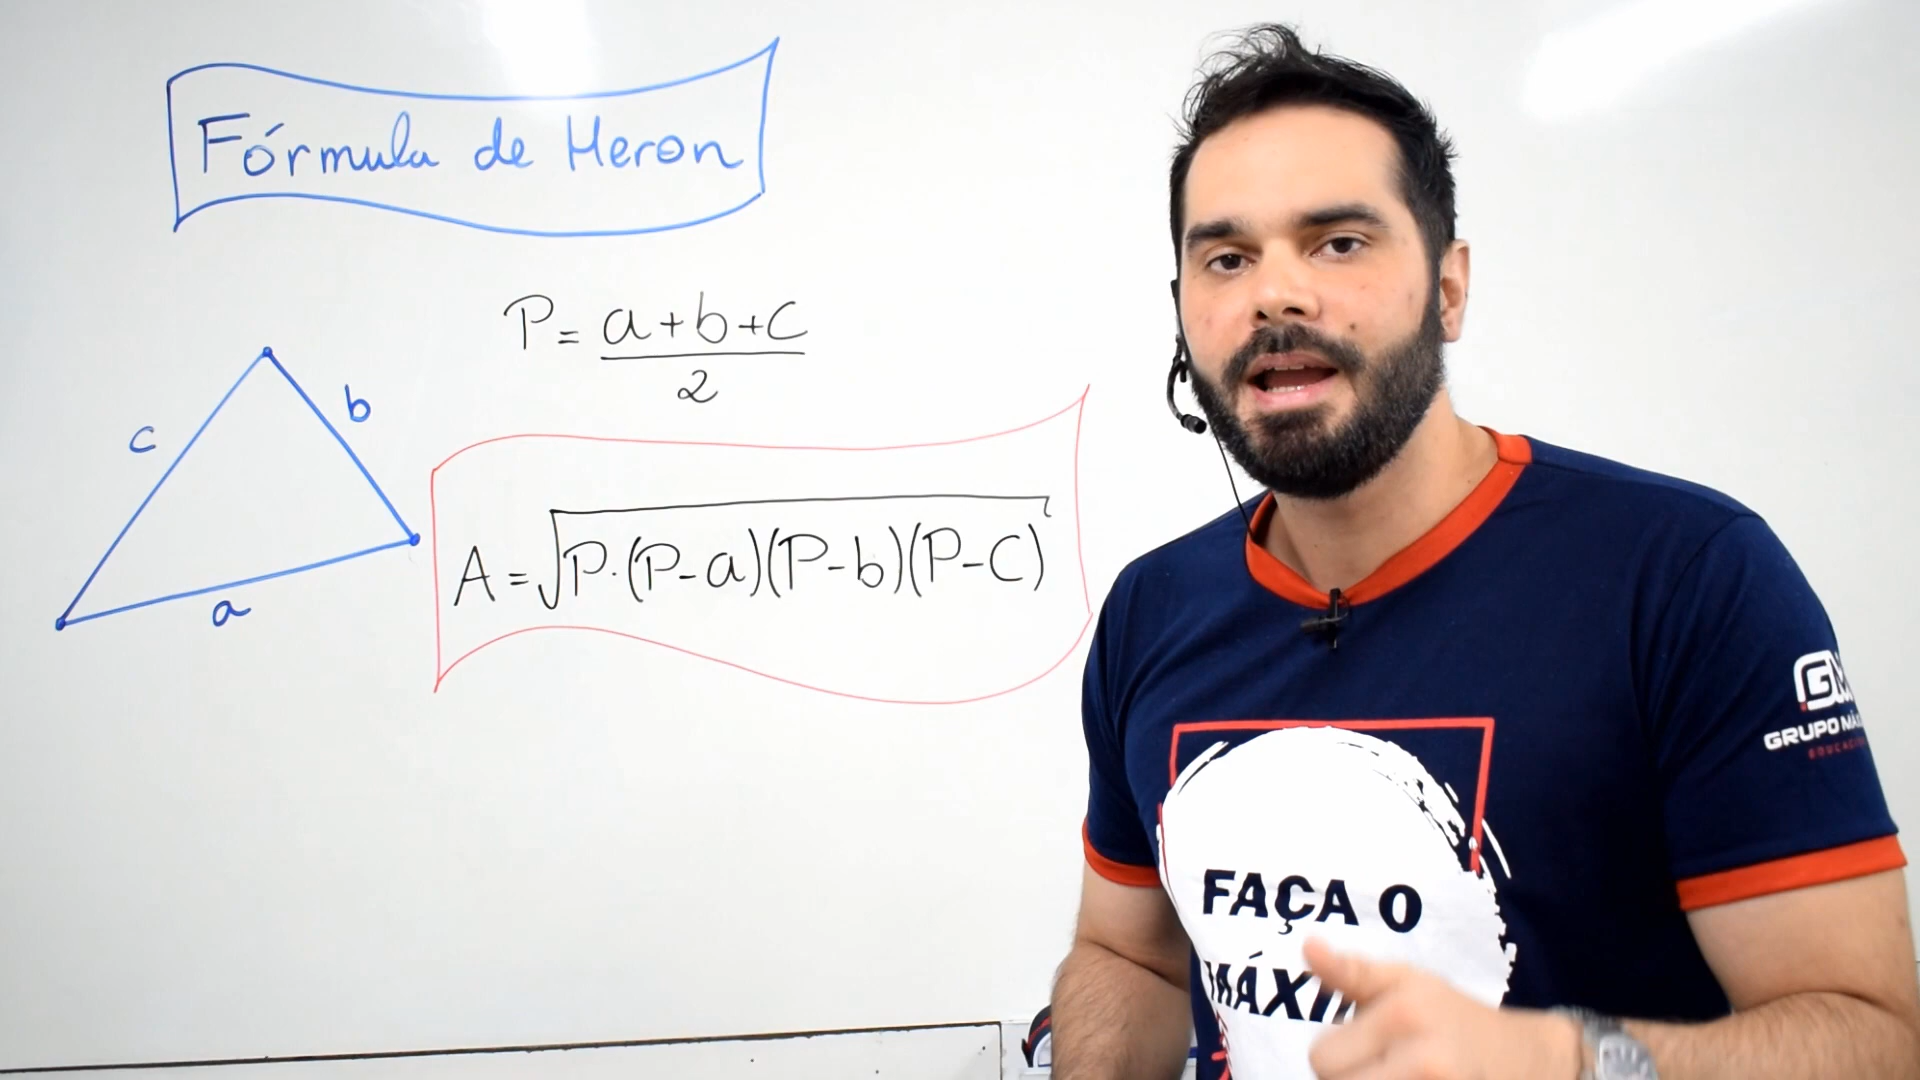 Fórmula de Heron
P = a+b+c
2
c
b
a
A = √P·(P-a)(P-b)(P-c)
GRUPO
FAÇA O